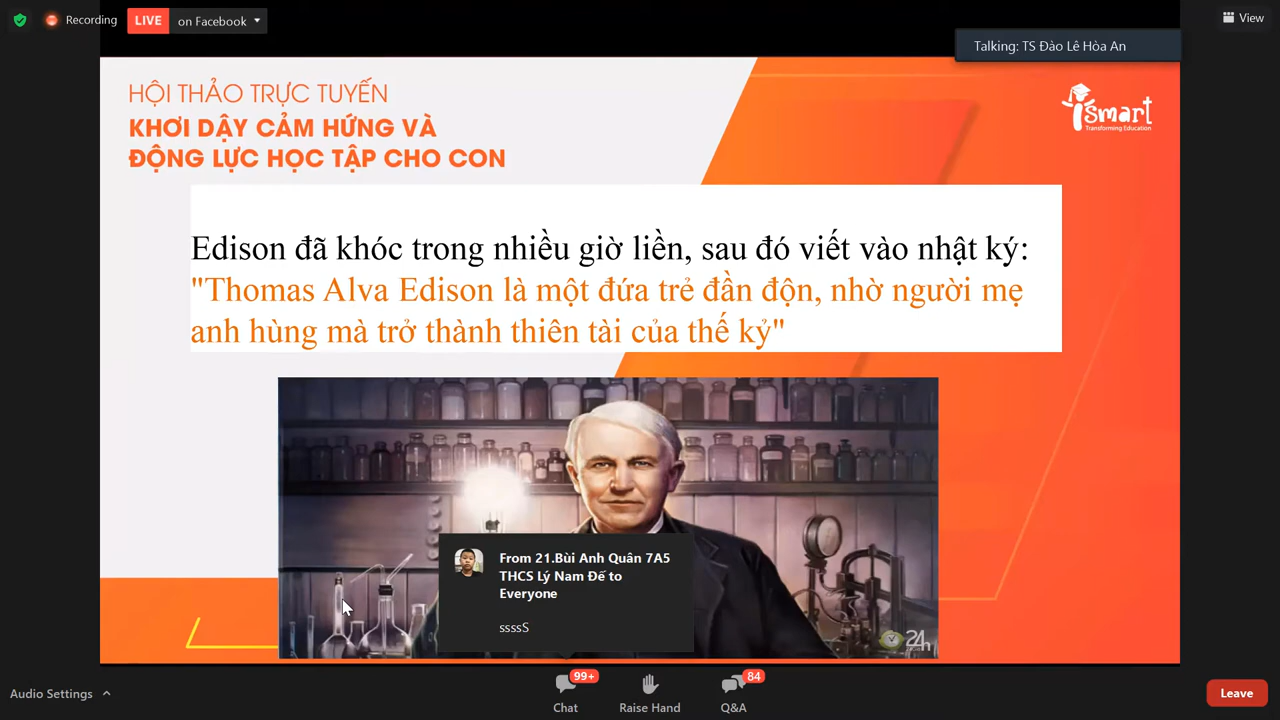 Recording
LIVE
on Facebook
View
Talking: TS Đào Lê Hòa An
HỘI THẢO TRỰC TUYẾN
KHƠI DẬY CẢM HỨNG VÀ
ĐỘNG LỰC HỌC TẬP CHO CON
iSmart
Transforming Education
Edison đã khóc trong nhiều giờ liền, sau đó viết vào nhật ký:
"Thomas Alva Edison là một đứa trẻ đần độn, nhờ người mẹ
anh hùng mà trở thành thiên tài của thế kỷ"
From 21.Bùi Anh Quân 7A5
THCS Lý Nam Đế to
Everyone
ssssS
24h
Audio Settings
99+
Chat
Raise Hand
84
Q&A
Leave